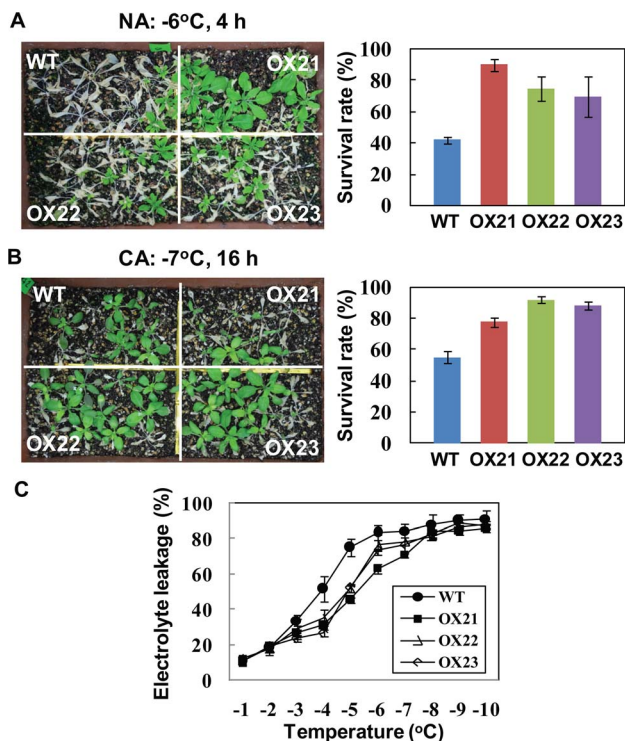 A
NA: -6°C, 4 h
WT
OX21
OX22
OX23
Survival rate (%)
100
80
60
40
20
0
WT OX21 OX22 OX23
B
CA: -7°C, 16 h
WT
OX21
OX22
OX23
Survival rate (%)
100
80
60
40
20
0
WT OX21 OX22 OX23
C
Electrolyte leakage (%)
100
80
60
40
20
0
WT
OX21
OX22
OX23
-1 -2 -3 -4 -5 -6 -7 -8 -9 -10
Temperature (°C)